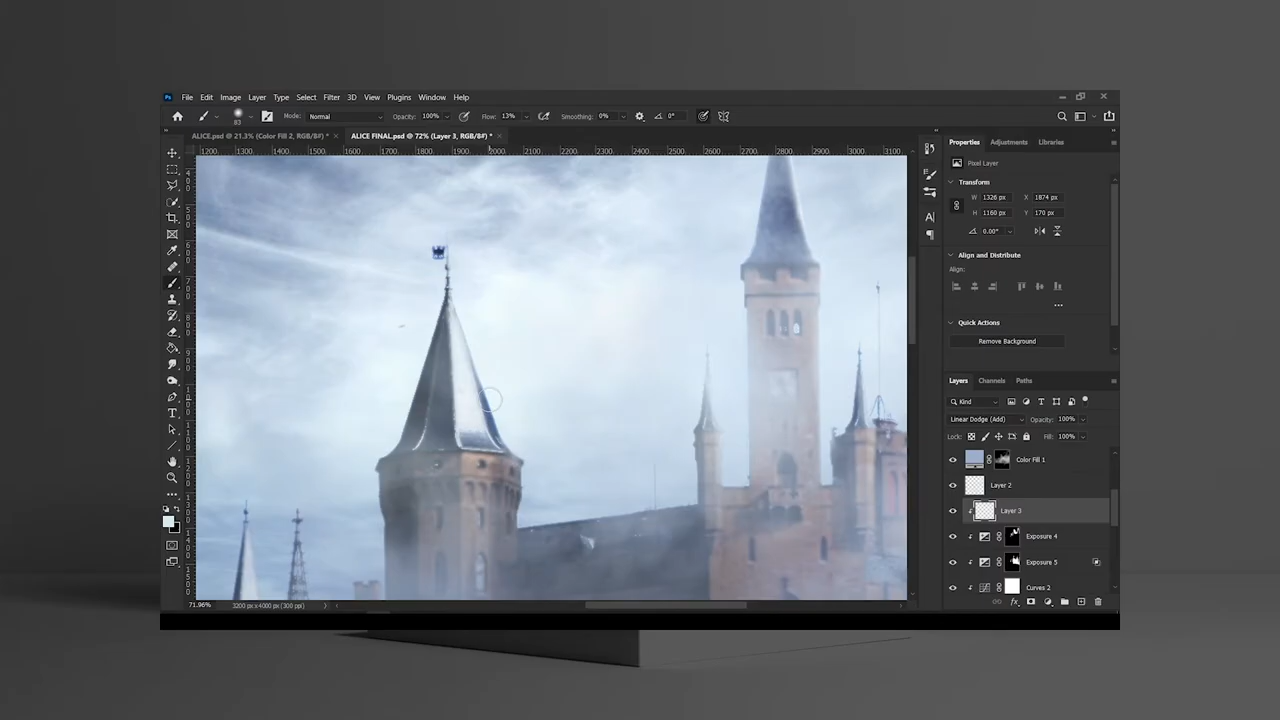 Ps File Edit Image Layer Type Select Filter 3D View Plugins Window Help
83 Mode: Normal Opacity: 100% Flow: 13% Smoothing: 0% 0°
ALICE.psd @ 21.3% (Color Fill 2, RGB/8#) * × ALICE FINAL.psd @ 72% (Layer 3, RGB/8#) * ×
1200 1300 1400 1500 1600 1700 1800 1900 2000 2100 2200 2300 2400 2500 2600 2700 2800 2900 3000 3100
Properties Adjustments Libraries
Pixel Layer
Transform
W 1326 px X 1874 px
H 1160 px Y 170 px
0.00°
Align and Distribute
Align:
Quick Actions
Remove Background
Layers Channels Paths
Kind
Linear Dodge (Add) Opacity: 100%
Lock: Fill: 100%
Color Fill 1
Layer 2
Layer 3
Exposure 4
Exposure 5
Curves 2
fx
71.96% 3200 px x 4000 px (300 ppi)